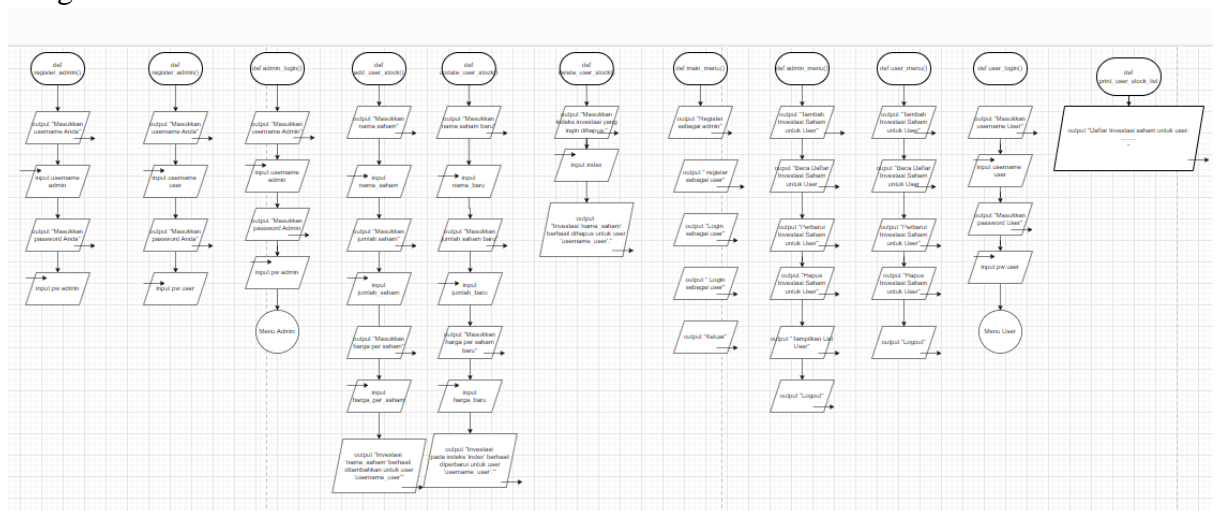 def
register_admin()
output "Masukkan
username Anda"
input username
admin
output "Masukkan
password Anda"
input pw admin
def
register_admin()
output "Masukkan
username Anda"
input username
user
output "Masukkan
password Anda"
input pw user
def admin_login()
output "Masukkan
username Admin"
input username
admin
output "Masukkan
password Admin"
input pw admin
Menu Admin
def
add_user_stock()
output "Masukkan
nama saham"
input
nama_saham
output "Masukkan
jumlah saham"
input
jumlah_saham
output "Masukkan
harga per saham"
input
harga_per_saham
output "Investasi
'nama_saham' berhasil
ditambahkan untuk user
'username_user'"
def
update_user_stock()
output "Masukkan
nama saham baru"
input
nama_baru
output "Masukkan
jumlah saham baru"
input
jumlah_baru
output "Masukkan
harga per saham
baru"
input
harga_baru
output "Investasi
pada indeks 'index' berhasil
diperbarui untuk user
'username_user'."
def
delete_user_stock()
output "Masukkan
indeks investasi yang
ingin dihapus:"
input index
output
"Investasi 'nama_saham'
berhasil dihapus untuk user
'username_user'."
def main_menu()
output "Register
sebagai admin"
output " register
sebagai user"
output "Login
sebagai user"
output " Login
sebagai user"
output "Keluar"
def admin_menu()
output "Tambah
Investasi Saham
untuk User"
output "Baca Daftar
Investasi Saham
untuk User"
output "Perbarui
Investasi Saham
untuk User"
output "Hapus
Investasi Saham
untuk User"
output "Tampilkan List
User"
output "Logout"
def user_menu()
output "Tambah
Investasi Saham
untuk User"
output "Baca Daftar
Investasi Saham
untuk User"
output "Perbarui
Investasi Saham
untuk User"
output "Hapus
Investasi Saham
untuk User"
output "Logout"
def user_login()
output "Masukkan
username User"
input username
user
output "Masukkan
password User"
input pw user
Menu User
def
print_user_stock_list
output "Daftar Investasi saham untuk user.